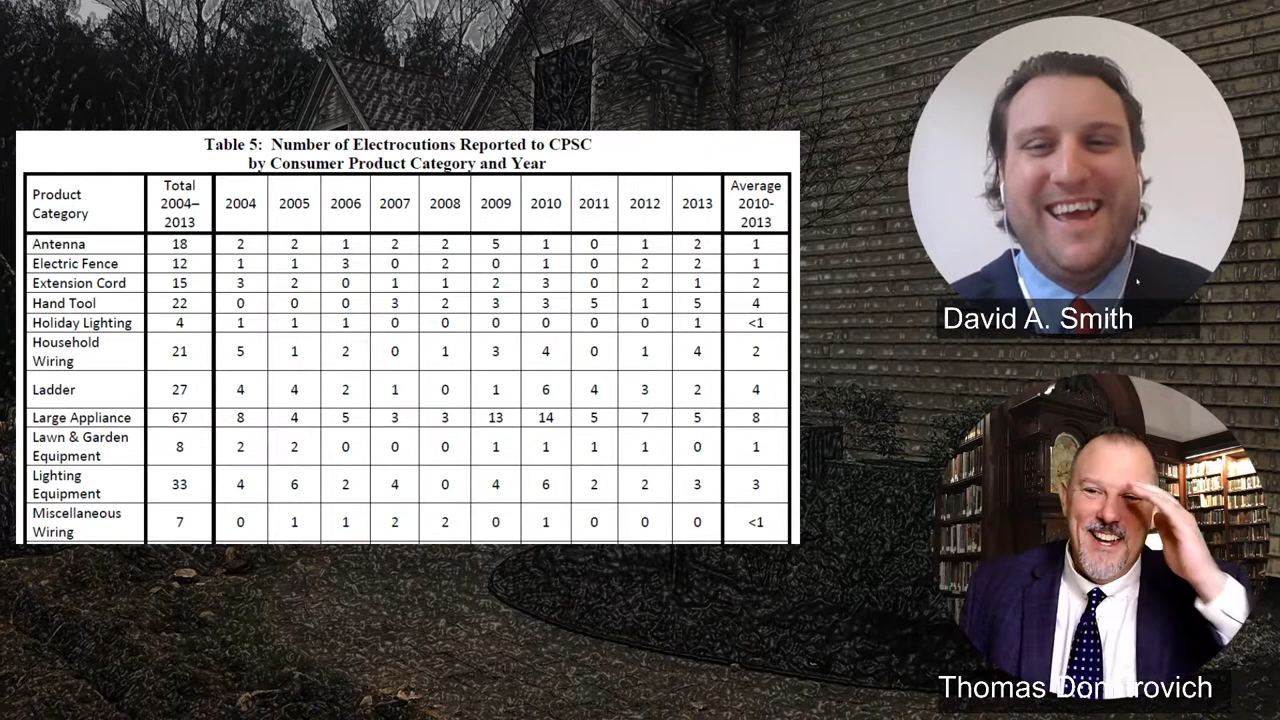 Table 5: Number of Electrocutions Reported to CPSC
by Consumer Product Category and Year
Product Category Total 2004–2013 2004 2005 2006 2007 2008 2009 2010 2011 2012 2013 Average 2010-2013
Antenna 18 2 2 1 2 2 5 1 0 1 2 1
Electric Fence 12 1 1 3 0 2 0 1 0 2 2 1
Extension Cord 15 3 2 0 1 1 2 3 0 2 1 2
Hand Tool 22 0 0 0 3 2 3 3 5 1 5 4
Holiday Lighting 4 1 1 1 0 0 0 0 0 0 1 <1
Household Wiring 21 5 1 2 0 1 3 4 0 1 4 2
Ladder 27 4 4 2 1 0 1 6 4 3 2 4
Large Appliance 67 8 4 5 3 3 13 14 5 7 5 8
Lawn & Garden Equipment 8 2 2 0 0 0 1 1 1 1 0 1
Lighting Equipment 33 4 6 2 4 0 4 6 2 2 3 3
Miscellaneous Wiring 7 0 1 1 2 2 0 1 0 0 0 <1
David A. Smith
Thomas Domitrovich